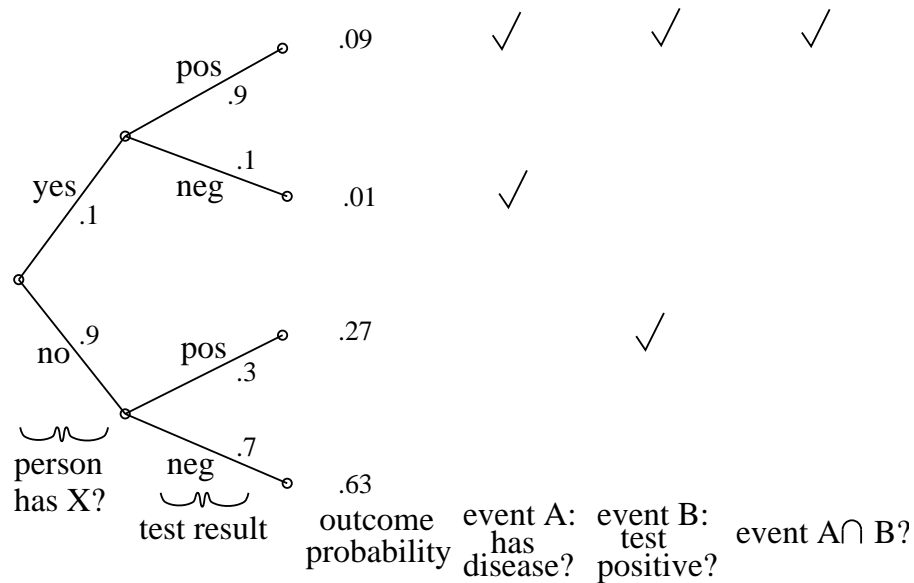 .09
pos
.9
.1
yes
neg
.01
.1
.9
.27
no
pos
.3
.7
person
has X?
neg
.63
test result
outcome
probability
event A:
has
disease?
event B:
test
positive?
event A∩ B?